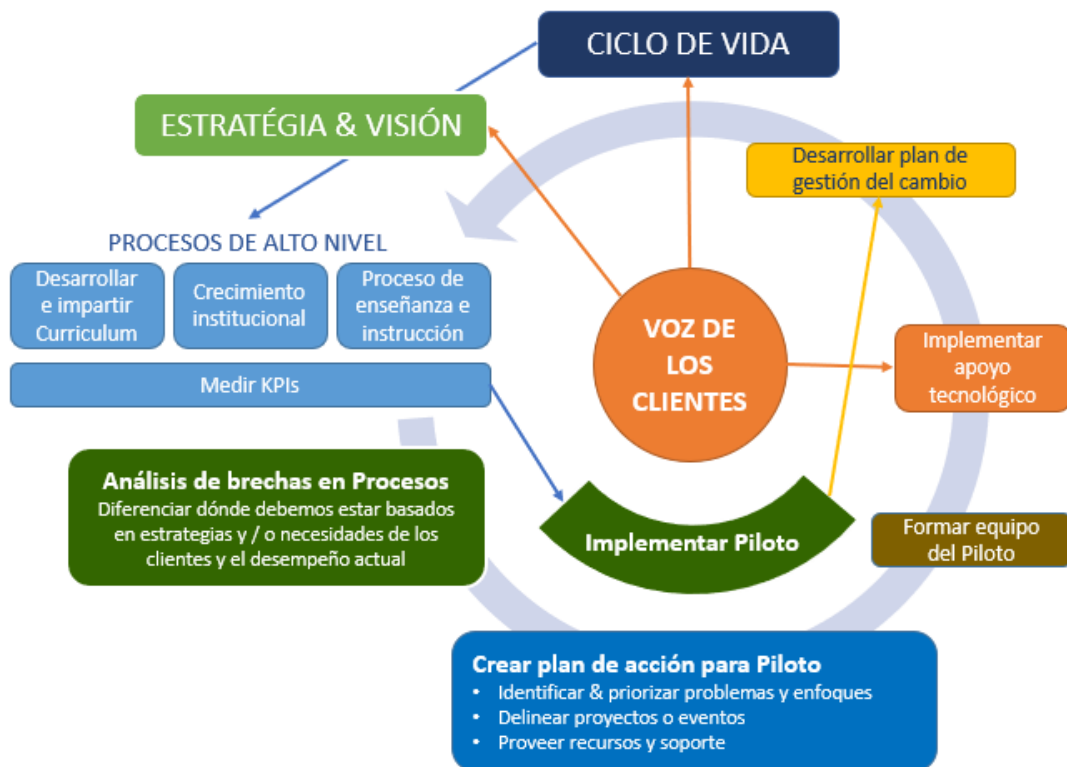 CICLO DE VIDA
ESTRATÉGIA & VISIÓN
Desarrollar plan de
gestión del cambio
PROCESOS DE ALTO NIVEL
Desarrollar
e impartir
Curriculum
Crecimiento
institucional
Proceso de
enseñanza e
instrucción
Medir KPIs
VOZ DE
LOS
CLIENTES
Implementar
apoyo
tecnológico
Análisis de brechas en Procesos
Diferenciar dónde debemos estar basados
en estrategias y / o necesidades de los
clientes y el desempeño actual
Implementar Piloto
Formar equipo
del Piloto
Crear plan de acción para Piloto
• Identificar & priorizar problemas y enfoques
• Delinear proyectos o eventos
• Proveer recursos y soporte